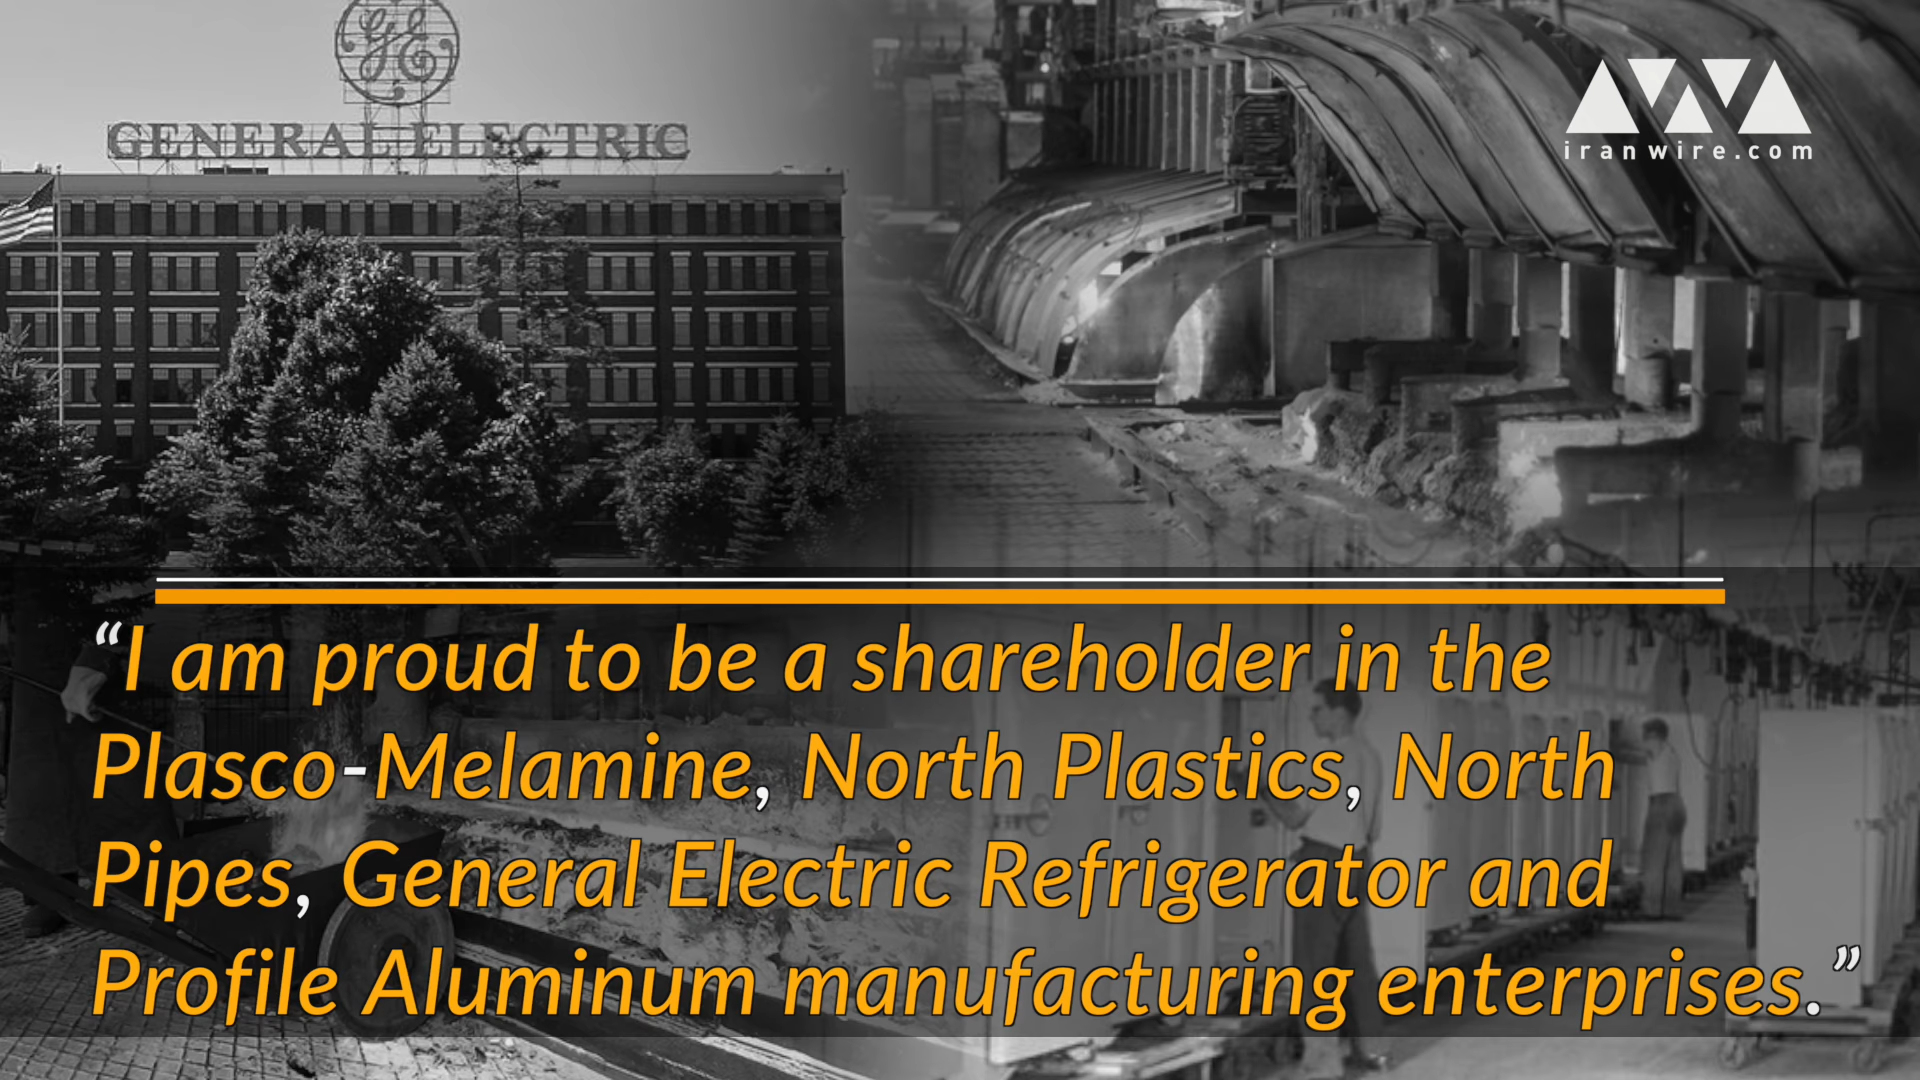 GE
GENERAL ELECTRIC
iranwire.com
“I am proud to be a shareholder in the
Plasco-Melamine, North Plastics, North
Pipes, General Electric Refrigerator and
Profile Aluminum manufacturing enterprises.”